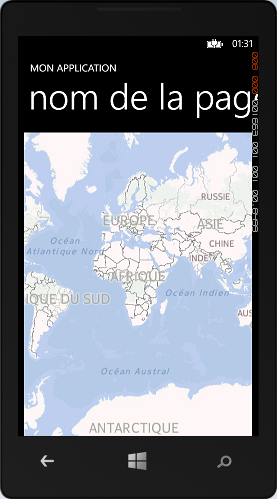 01:31
MON APPLICATION
nom de la pag
RUSSIE
EUROPE
ASIE
CHINE
Océan
Atlantique Nord
INDE
AFRIQUE
IQUE DU SUD
Océan Indien
AUS
Océan Austral
ANTARCTIQUE